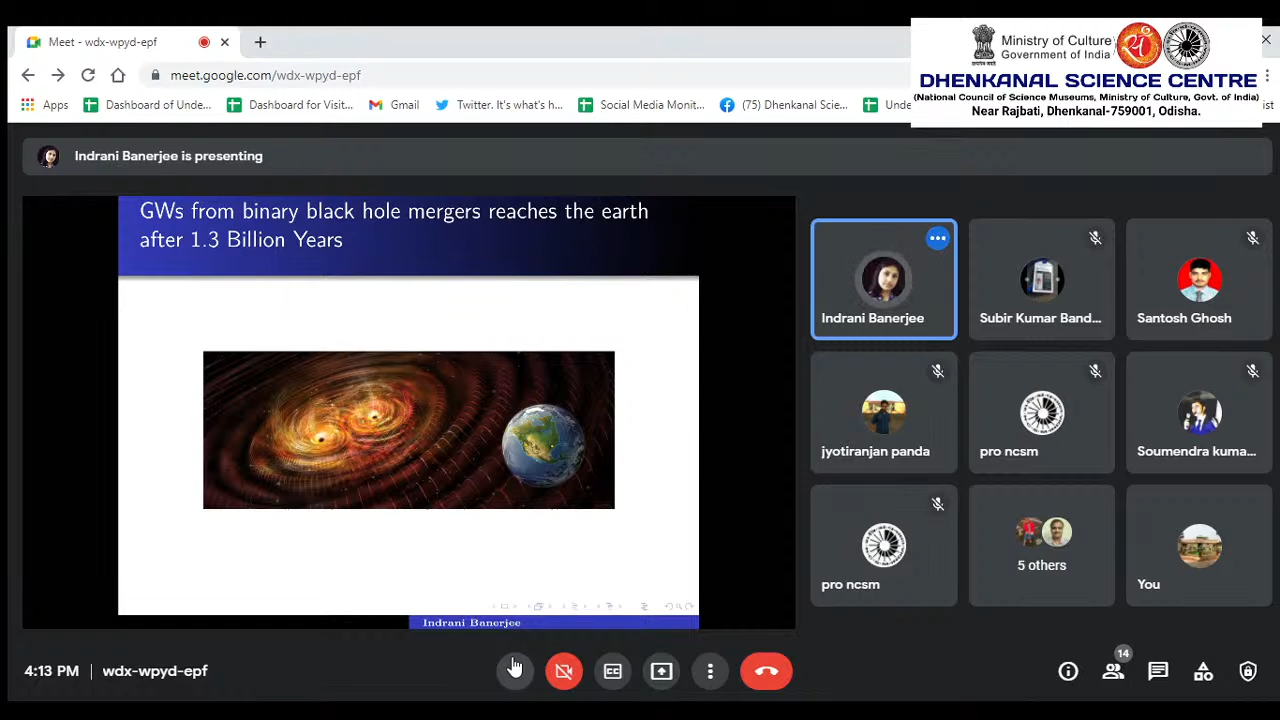 Meet - wdx-wpyd-epf
meet.google.com/wdx-wpyd-epf
Apps
Dashboard of Unde...
Dashboard for Visit...
Gmail
Twitter. It's what's h...
Social Media Monit...
(75) Dhenkanal Scie...
Ministry of Culture
Government of India
DHENKANAL SCIENCE CENTRE
(National Council of Science Museums, Ministry of Culture, Govt. of India)
Near Rajbati, Dhenkanal-759001, Odisha.
Indrani Banerjee is presenting
GWs from binary black hole mergers reaches the earth
after 1.3 Billion Years
Indrani Banerjee
Indrani Banerjee
Subir Kumar Band...
Santosh Ghosh
jyotiranjan panda
pro ncsm
Soumendra kuma...
pro ncsm
5 others
You
4:13 PM
wdx-wpyd-epf
14